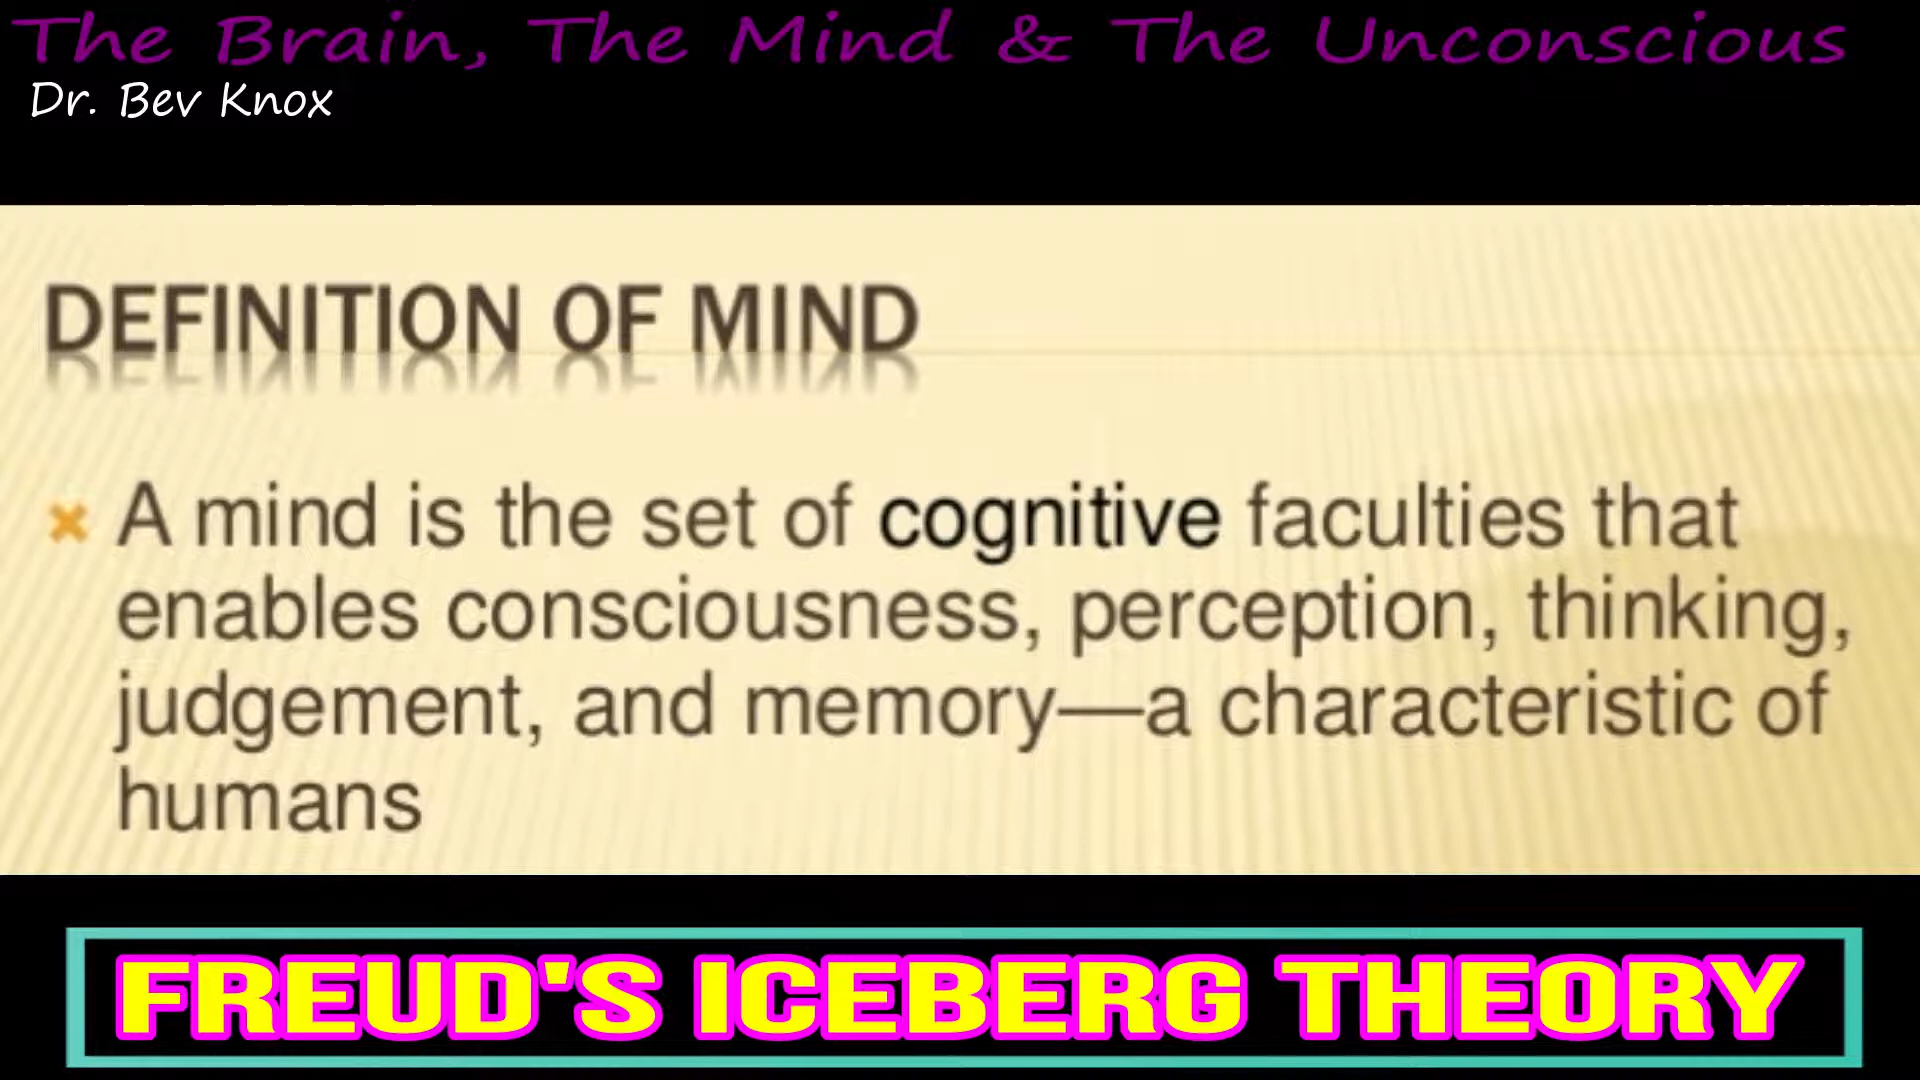 The Brain, The Mind & The Unconscious
Dr. Bev Knox
DEFINITION OF MIND
A mind is the set of cognitive faculties that
enables consciousness, perception, thinking,
judgement, and memory—a characteristic of
humans
FREUD'S ICEBERG THEORY